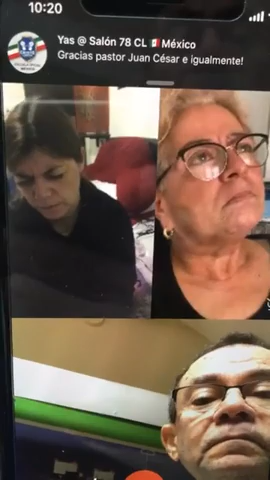 10:20
Yas @ Salón 78 CL 🇲🇽 México
Gracias pastor Juan César e igualmente!